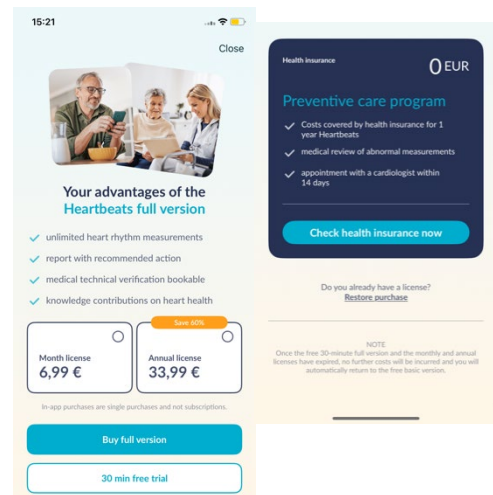 15:21
Close
Your advantages of the
Heartbeats full version
unlimited heart rhythm measurements
report with recommended action
medical technical verification bookable
knowledge contributions on heart health
Save 60%
Month license
6,99 €
Annual license
33,99 €
In-app purchases are single purchases and not subscriptions.
Buy full version
30 min free trial
Health insurance
0 EUR
Preventive care program
Costs covered by health insurance for 1
year Heartbeats
medical review of abnormal measurements
appointment with a cardiologist within
14 days
Check health insurance now
Do you already have a license?
Restore purchase
NOTE
Once the free 30-minute full version and the monthly and annual
licenses have expired, no further costs will be incurred and you will
automatically return to the free basic version.